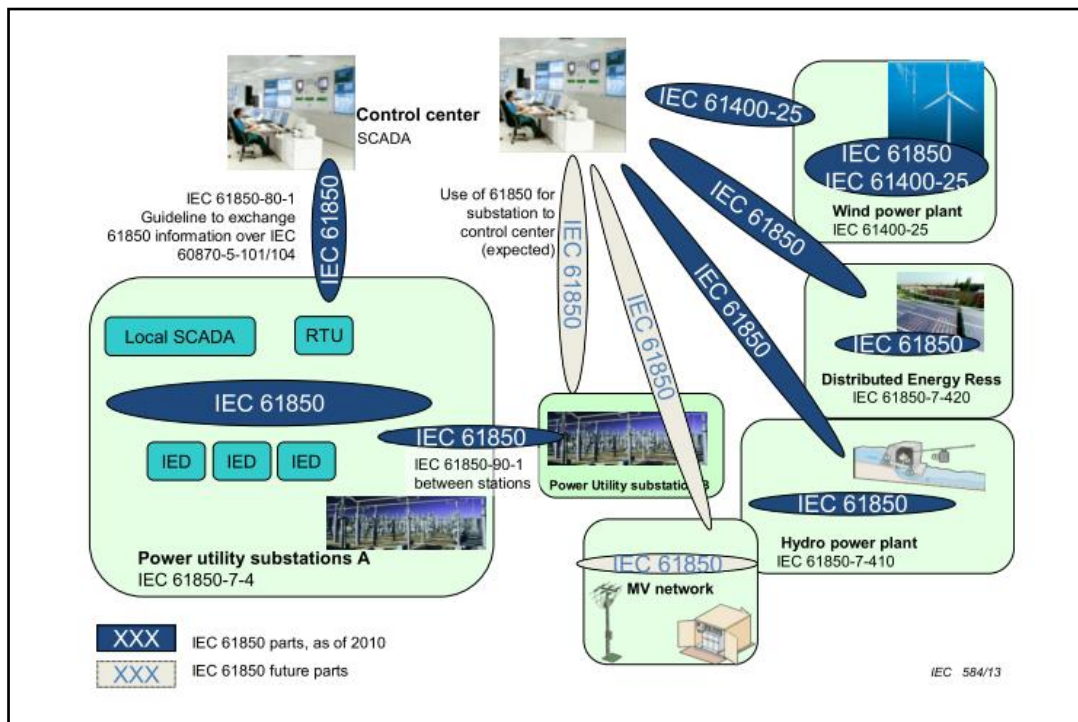 Control center
SCADA
IEC 61850-80-1
Guideline to exchange
61850 information over IEC
60870-5-101/104
IEC 61850
Use of 61850 for
substation to
control center
(expected)
IEC 61850
IEC 61850
IEC 61850
IEC 61850
IEC 61400-25
IEC 61850
IEC 61400-25
Wind power plant
IEC 61400-25
IEC 61850
Distributed Energy Ress
IEC 61850-7-420
IEC 61850
Hydro power plant
IEC 61850-7-410
Local SCADA
RTU
IEC 61850
IED
IED
IED
Power utility substations A
IEC 61850-7-4
IEC 61850
IEC 61850-90-1
between stations
Power Utility substations B
IEC 61850
MV network
XXX
IEC 61850 parts, as of 2010
XXX
IEC 61850 future parts
IEC 584/13